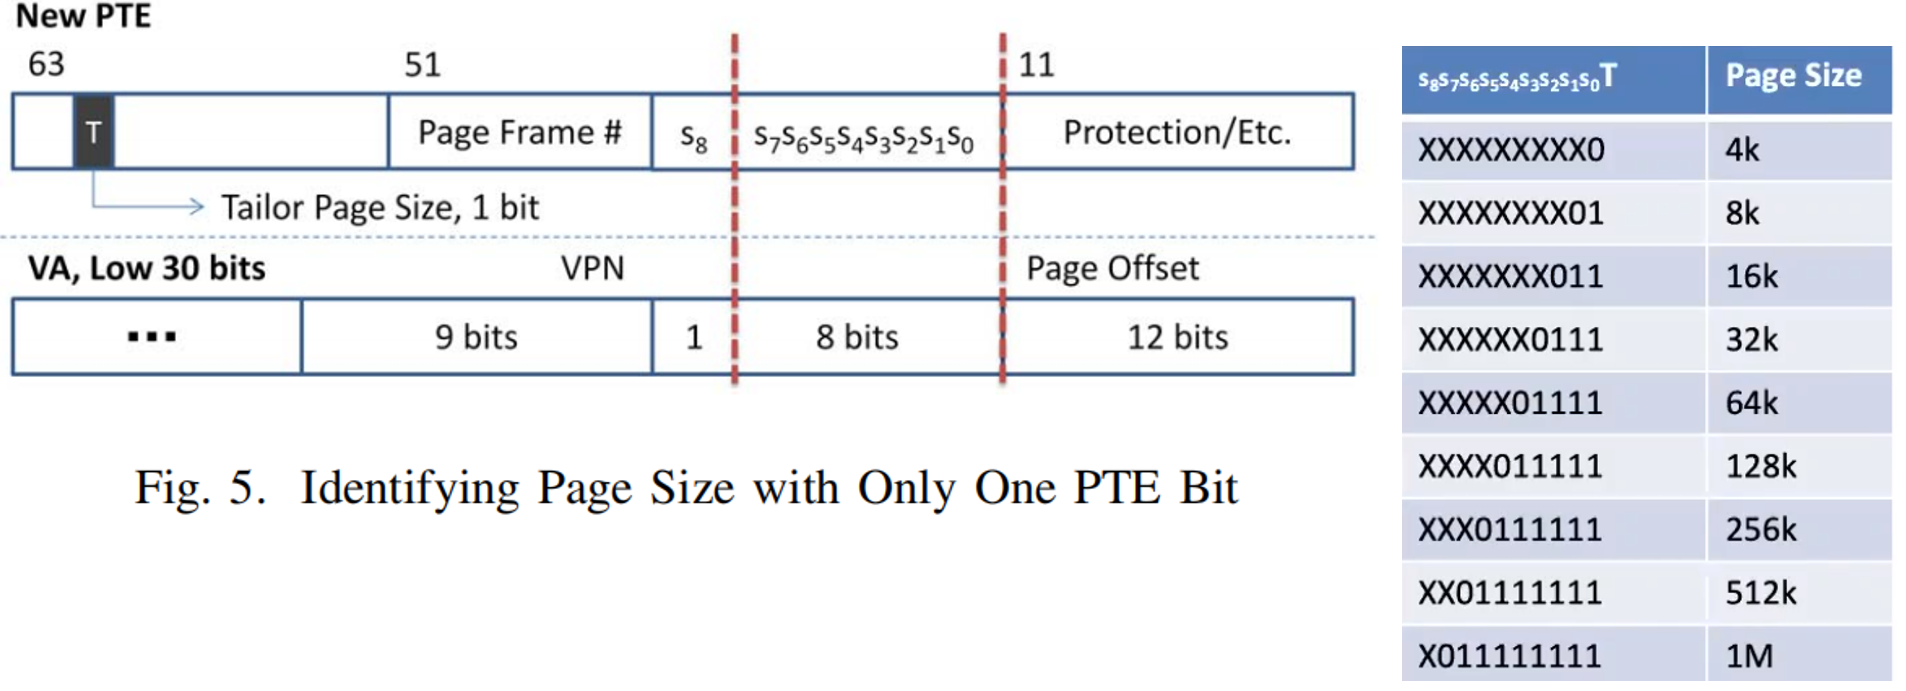 New PTE
63 51 11
T Page Frame # S8 S7S6S5S4S3S2S1S0 Protection/Etc.
Tailor Page Size, 1 bit
VA, Low 30 bits VPN Page Offset
... 9 bits 1 8 bits 12 bits
Fig. 5. Identifying Page Size with Only One PTE Bit
S8S7S6S5S4S3S2S1S0T Page Size
XXXXXXXXX0 4k
XXXXXXXX01 8k
XXXXXXX011 16k
XXXXXX0111 32k
XXXXX01111 64k
XXXX011111 128k
XXX0111111 256k
XX01111111 512k
X011111111 1M